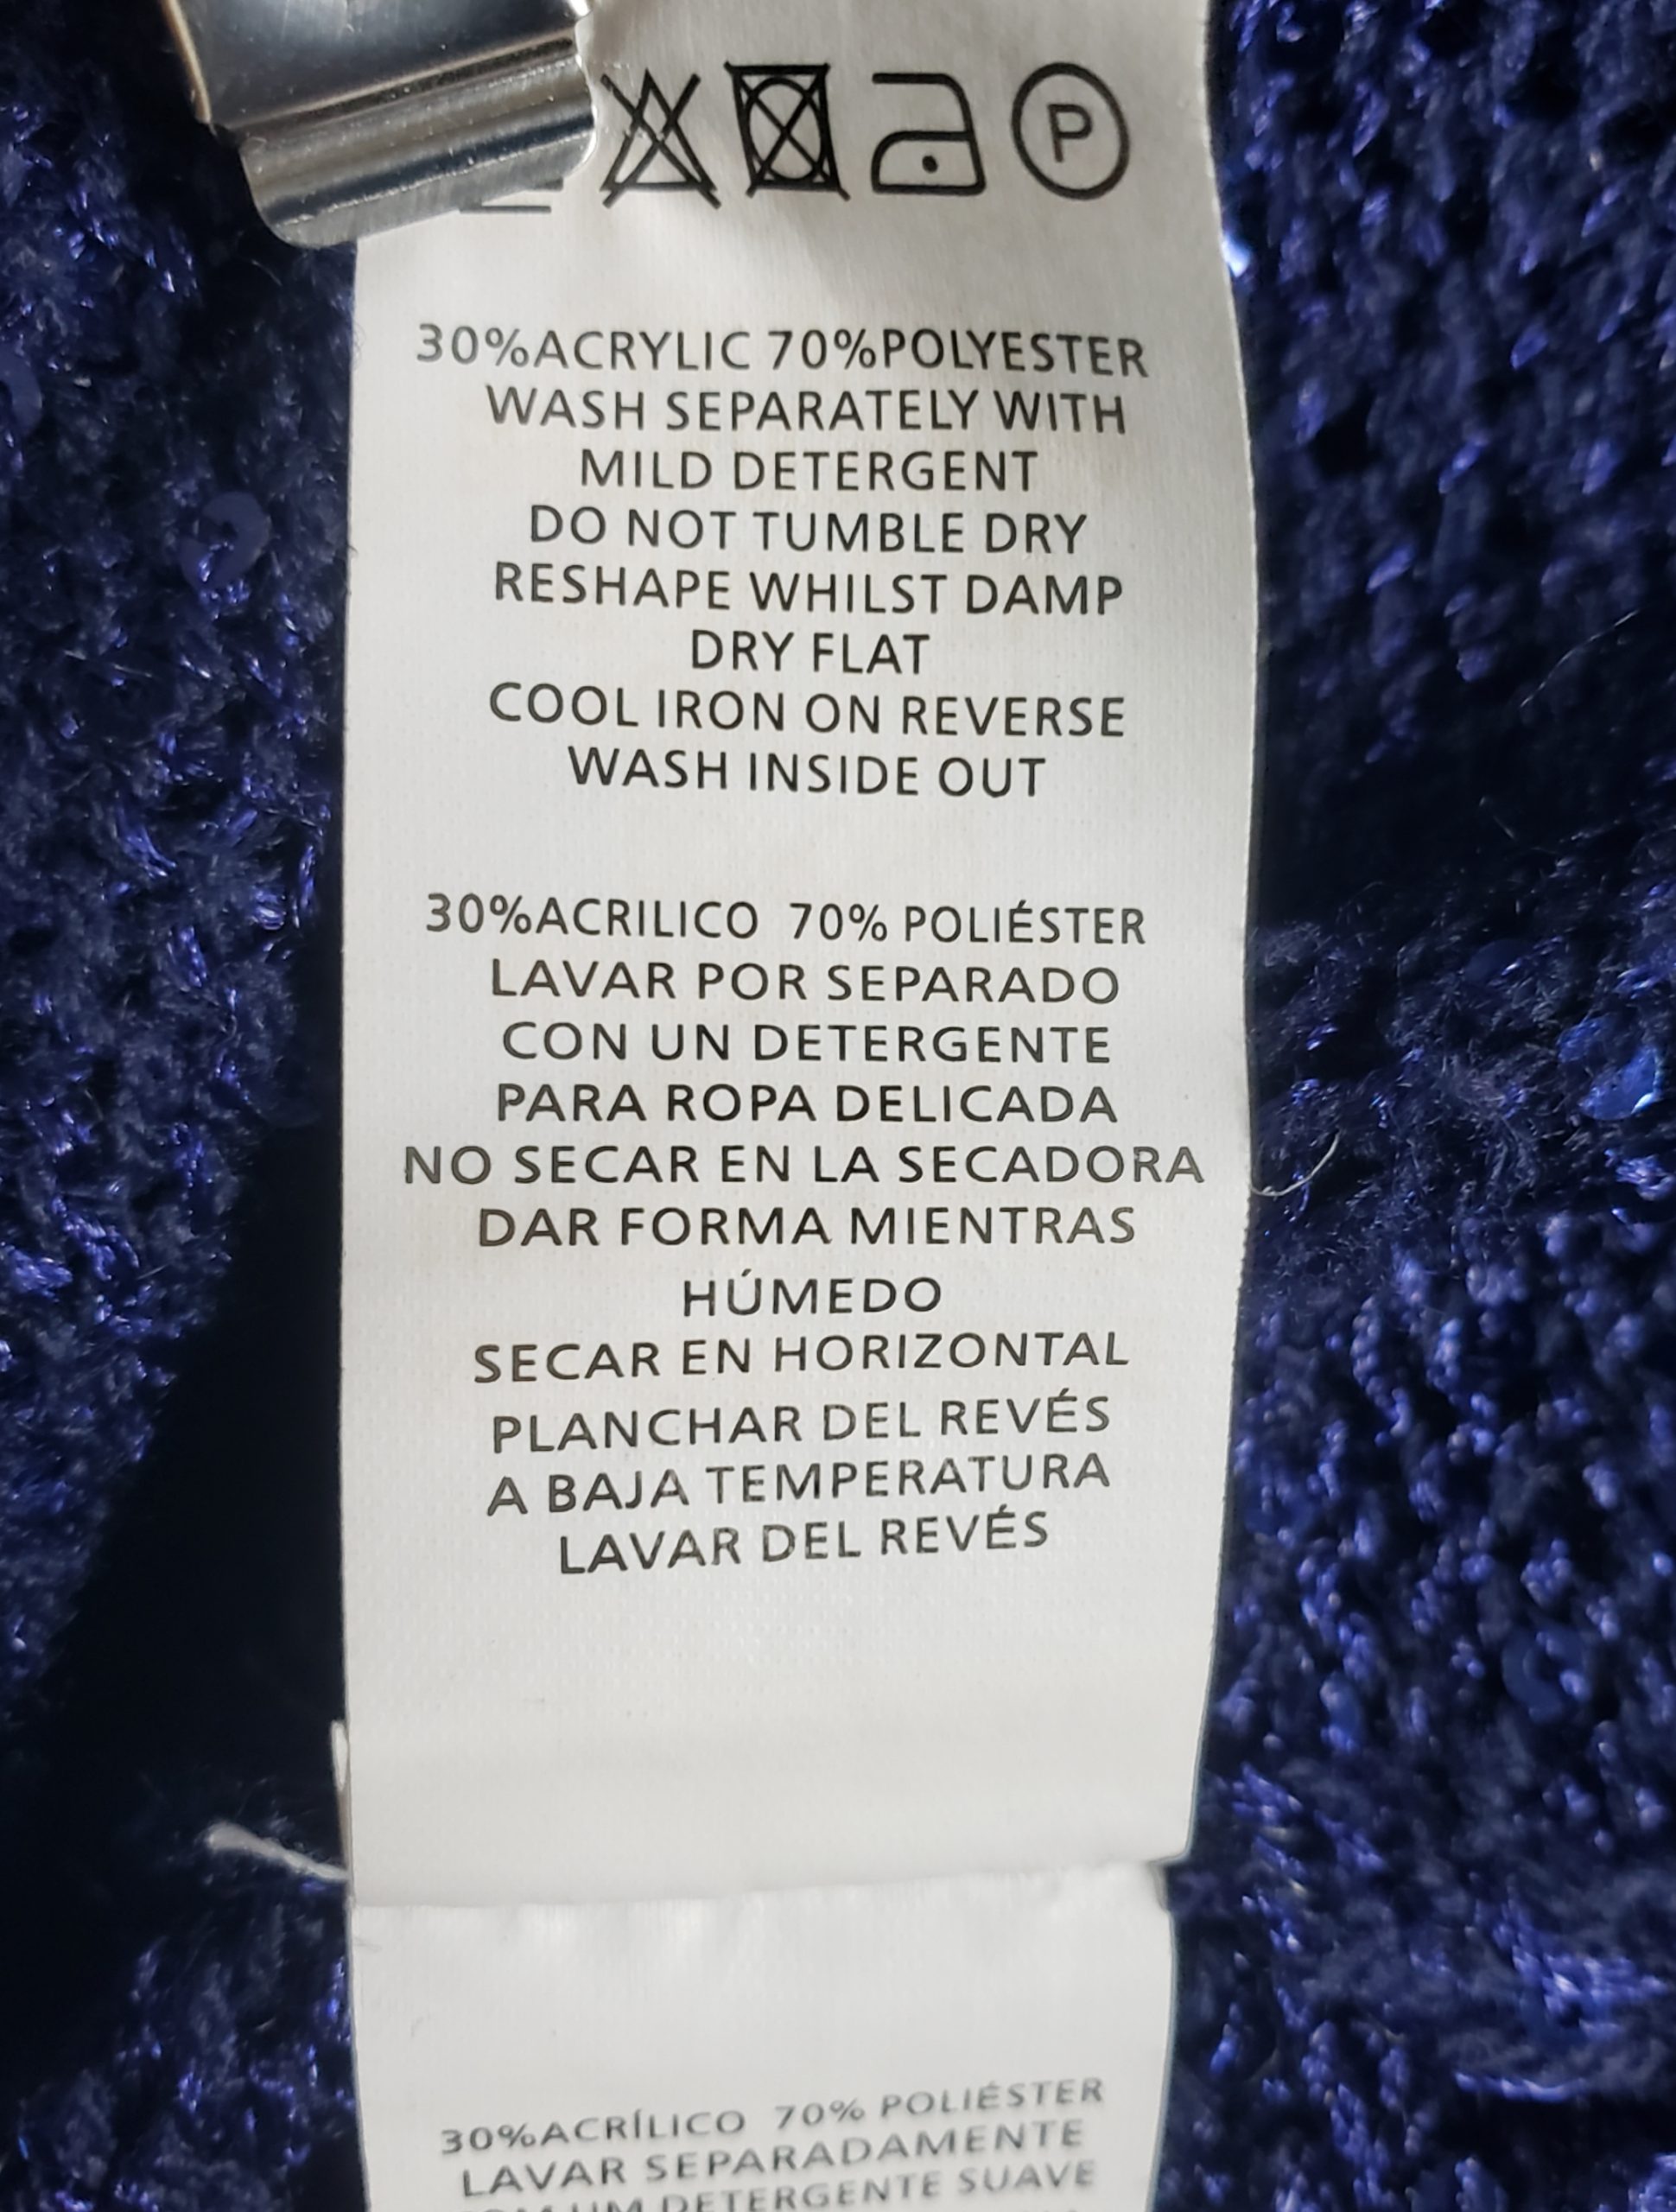 P
30%ACRYLIC 70%POLYESTER
WASH SEPARATELY WITH
MILD DETERGENT
DO NOT TUMBLE DRY
RESHAPE WHILST DAMP
DRY FLAT
COOL IRON ON REVERSE
WASH INSIDE OUT
30%ACRILICO 70% POLIÉSTER
LAVAR POR SEPARADO
CON UN DETERGENTE
PARA ROPA DELICADA
NO SECAR EN LA SECADORA
DAR FORMA MIENTRAS
HÚMEDO
SECAR EN HORIZONTAL
PLANCHAR DEL REVÉS
A BAJA TEMPERATURA
LAVAR DEL REVÉS
30%ACRÍLICO 70% POLIÉSTER
LAVAR SEPARADAMENTE
UM DETERGENTE SUAVE